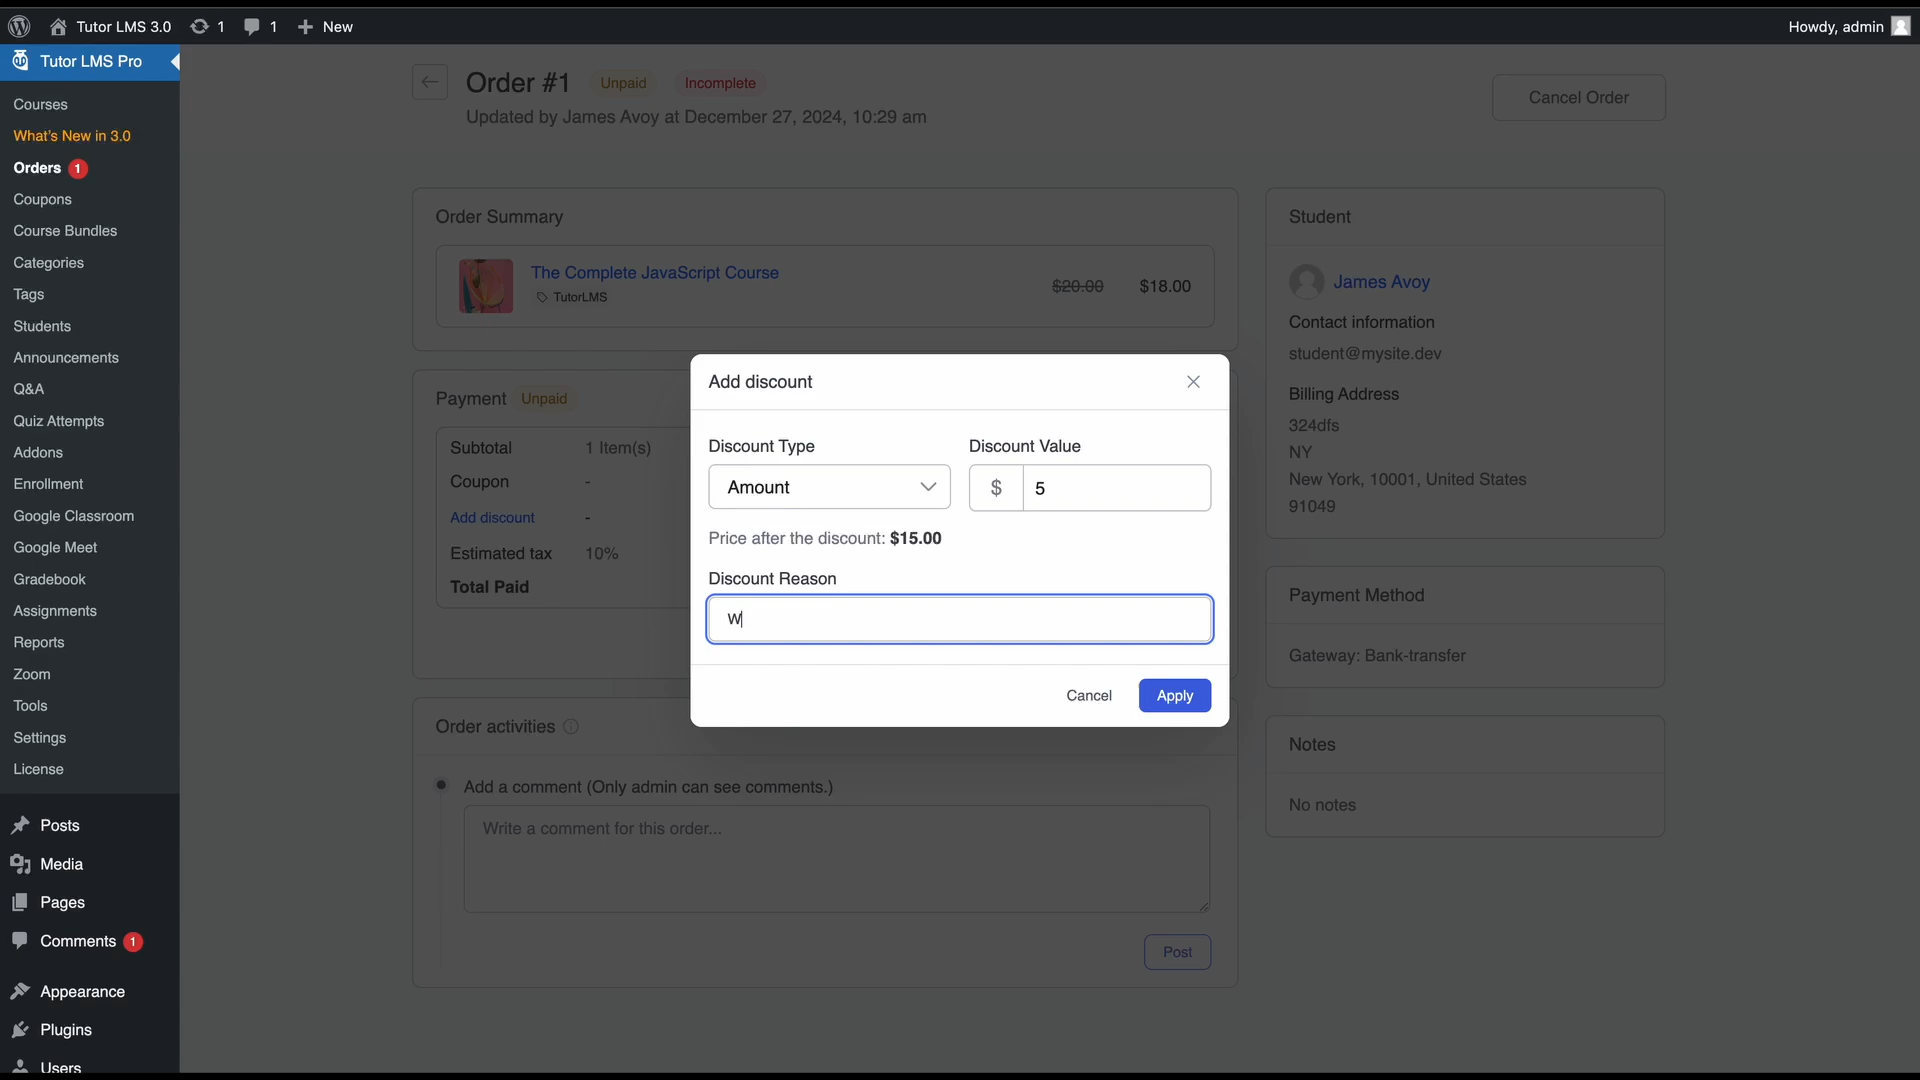 Tutor LMS 3.0 1 1 New Howdy, admin
Tutor LMS Pro
Courses
What's New in 3.0
Orders 1
Coupons
Course Bundles
Categories
Tags
Students
Announcements
Q&A
Quiz Attempts
Addons
Enrollment
Google Classroom
Google Meet
Gradebook
Assignments
Reports
Zoom
Tools
Settings
License
Posts
Media
Pages
Comments 1
Appearance
Plugins
Users
Order #1 Unpaid Incomplete
Updated by James Avoy at December 27, 2024, 10:29 am
Cancel Order
Order Summary
The Complete JavaScript Course
TutorLMS
$20.00 $18.00
Payment Unpaid
Subtotal 1 Item(s)
Coupon -
Add discount -
Estimated tax 10%
Total Paid
Add discount
Discount Type Discount Value
Amount $ 5
Price after the discount: $15.00
Discount Reason
W
Cancel Apply
Order activities
Add a comment (Only admin can see comments.)
Write a comment for this order...
Post
Student
James Avoy
Contact information
student@mysite.dev
Billing Address
324dfs
NY
New York, 10001, United States
91049
Payment Method
Gateway: Bank-transfer
Notes
No notes